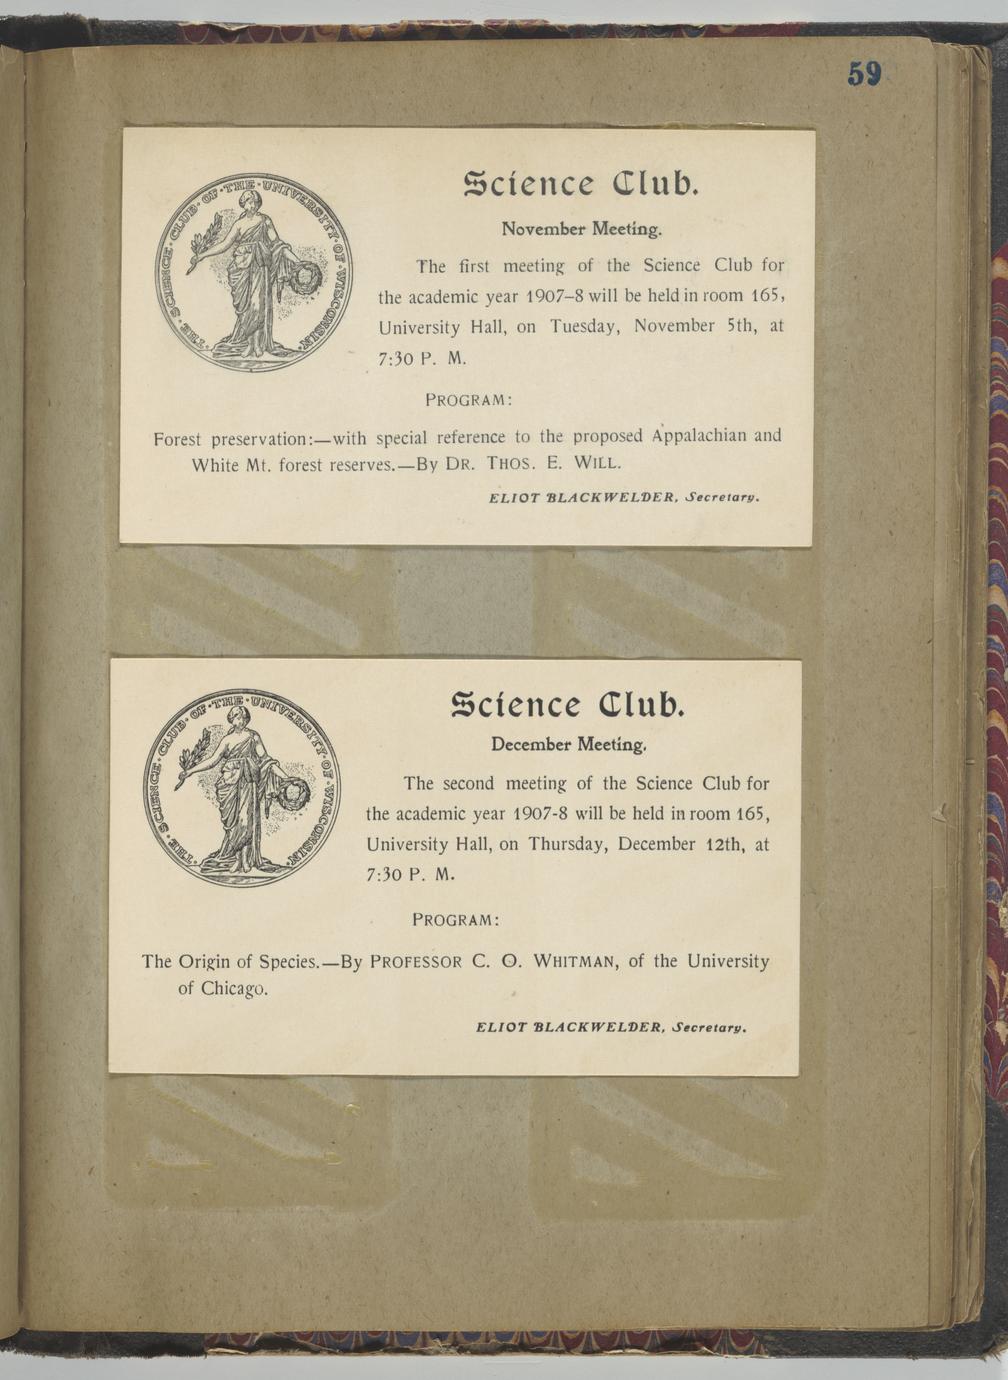 59
THE · SCIENCE · CLUB · OF · THE · UNIVERSITY · OF · WISCONSIN ·
Science Club.
November Meeting.
The first meeting of the Science Club for
the academic year 1907–8 will be held in room 165,
University Hall, on Tuesday, November 5th, at
7:30 P. M.
PROGRAM:
Forest preservation:—with special reference to the proposed Appalachian and
White Mt. forest reserves.—By DR. THOS. E. WILL.
ELIOT BLACKWELDER, Secretary.
THE · SCIENCE · CLUB · OF · THE · UNIVERSITY · OF · WISCONSIN ·
Science Club.
December Meeting.
The second meeting of the Science Club for
the academic year 1907-8 will be held in room 165,
University Hall, on Thursday, December 12th, at
7:30 P. M.
PROGRAM:
The Origin of Species.—By PROFESSOR C. O. WHITMAN, of the University
of Chicago.
ELIOT BLACKWELDER, Secretary.